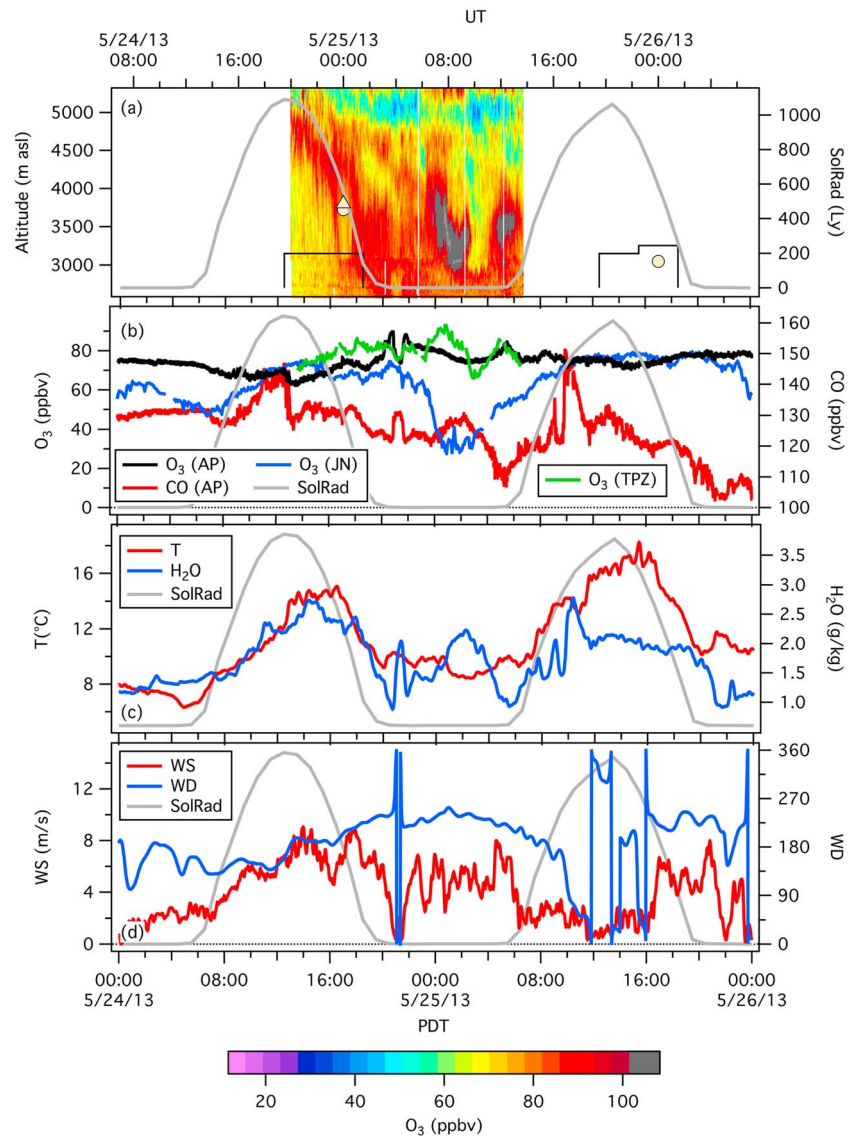 UT
5/24/13 5/25/13 5/26/13
08:00 16:00 00:00 08:00 16:00 00:00
(a)
Altitude (m asl)
5000
4500
4000
3500
3000
SolRad (Ly)
1000
800
600
400
200
0
(b)
O3 (ppbv)
80
60
40
20
0
CO (ppbv)
160
150
140
130
120
110
100
O3 (AP) O3 (JN)
CO (AP) SolRad
O3 (TPZ)
T
H2O
SolRad
T(°C)
16
12
8
H2O (g/kg)
3.5
3.0
2.5
2.0
1.5
1.0
(c)
WS
WD
SolRad
WS (m/s)
12
8
4
0
WD
360
270
180
90
0
(d)
00:00 08:00 16:00 00:00 08:00 16:00 00:00
5/24/13 5/25/13 5/26/13
PDT
20 40 60 80 100
O3 (ppbv)